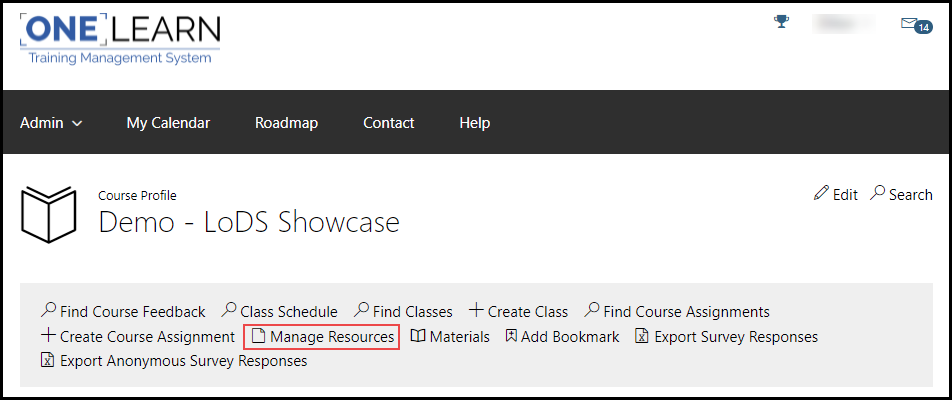 ONE LEARN
Training Management System
14
Admin My Calendar Roadmap Contact Help
Course Profile
Demo - LoDS Showcase
Edit Search
Find Course Feedback Class Schedule Find Classes Create Class Find Course Assignments
Create Course Assignment Manage Resources Materials Add Bookmark Export Survey Responses
Export Anonymous Survey Responses